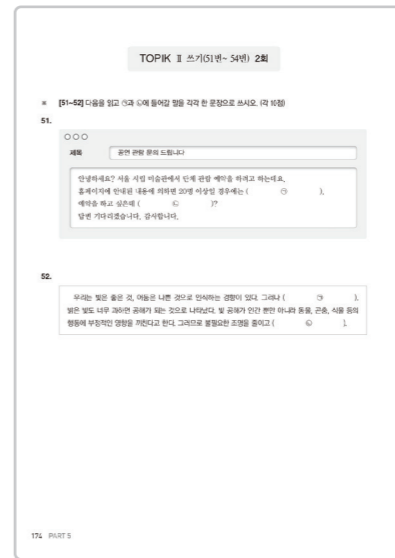 TOPIK Ⅱ 쓰기(51번~ 54번) 2회
※ [51~52] 다음을 읽고 ㉠과 ㉡에 들어갈 말을 각각 한 문장으로 쓰시오. (각 10점)
51.
제목 공연 관람 문의 드립니다
안녕하세요? 서울 시립 미술관에서 단체 관람 예약을 하려고 하는데요.
홈페이지에 안내된 내용에 의하면 20명 이상일 경우에는 ( ㉠ ).
예약을 하고 싶은데 ( ㉡ )?
답변 기다리겠습니다. 감사합니다.
52.
우리는 빛은 좋은 것, 어둠은 나쁜 것으로 인식하는 경향이 있다. 그러나 ( ㉠ ).
밝은 빛도 너무 과하면 공해가 되는 것으로 나타났다. 빛 공해가 인간 뿐만 아니라 동물, 곤충, 식물 등의
행동에 부정적인 영향을 끼친다고 한다. 그러므로 불필요한 조명을 줄이고 ( ㉡ ).
174 PART 5